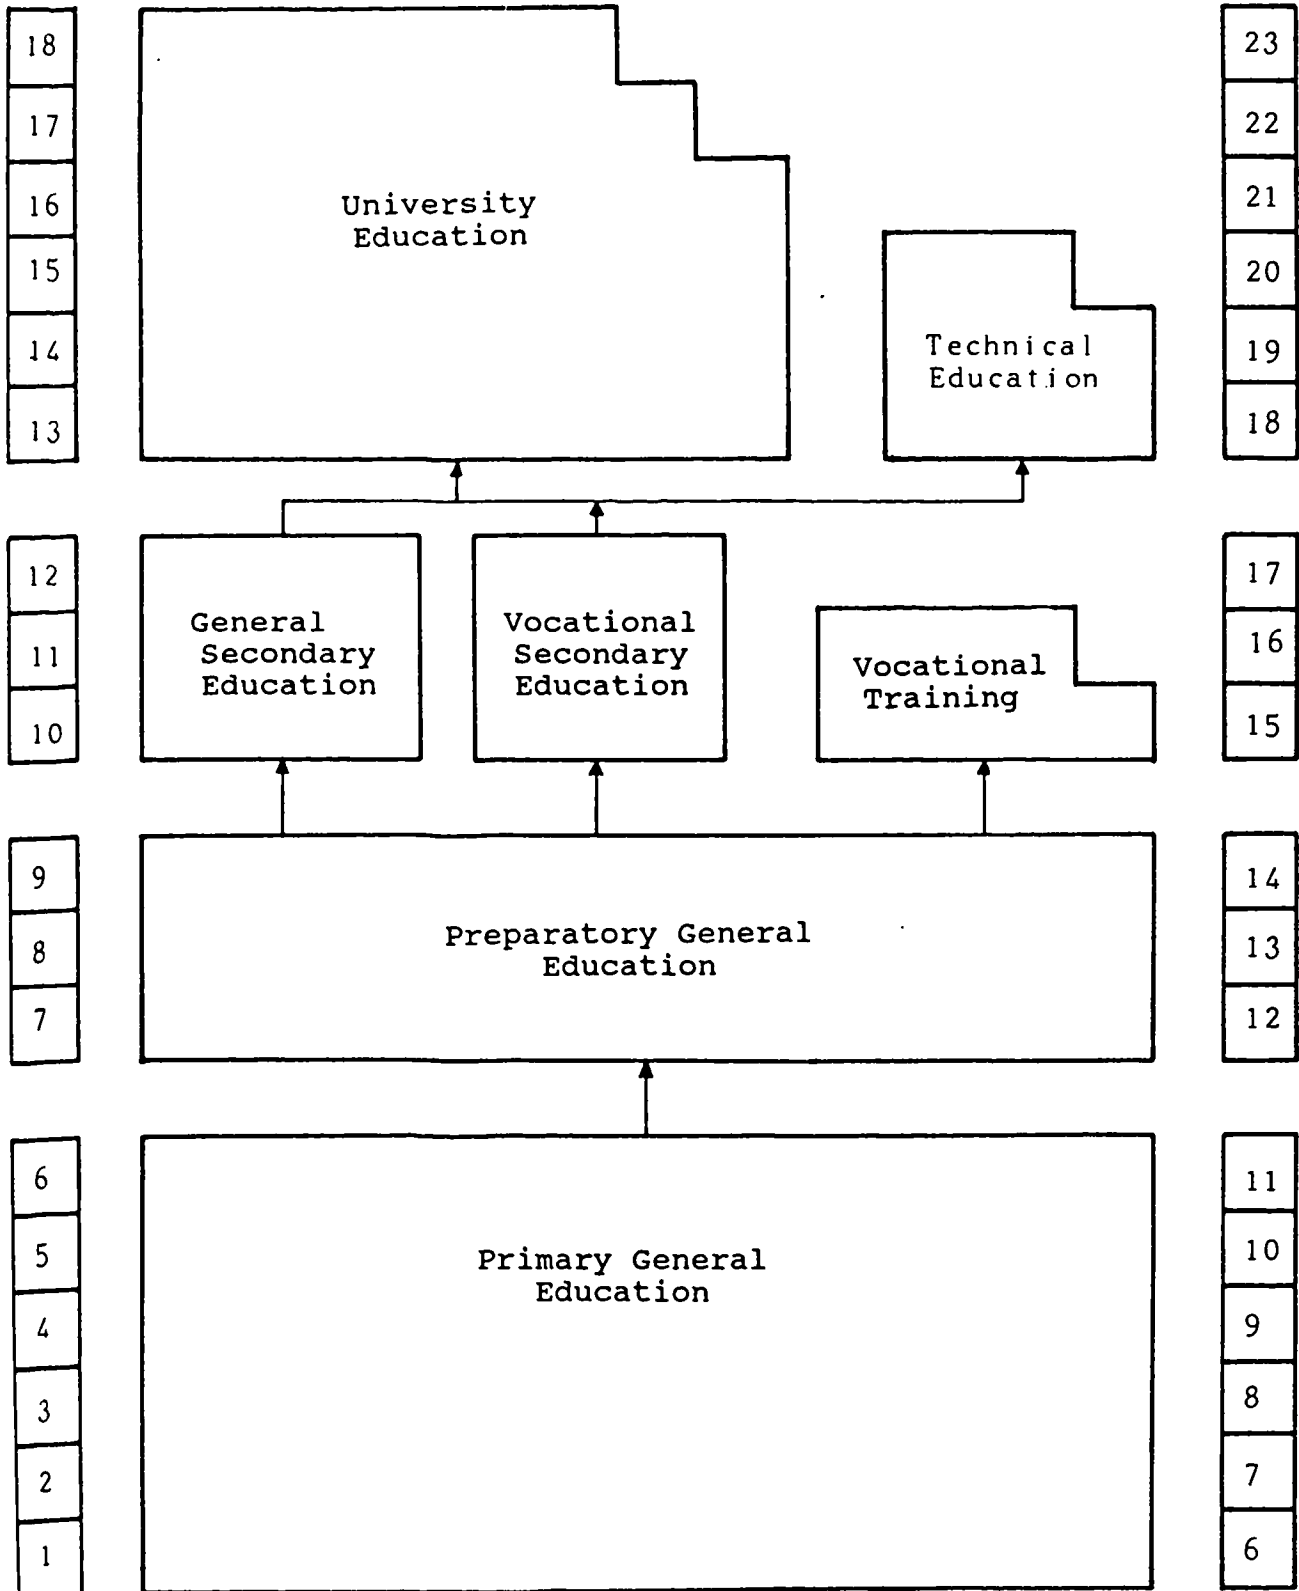 18
17
16
15
14
13
University
Education
Technical
Education
23
22
21
20
19
18
12
11
10
General
Secondary
Education
Vocational
Secondary
Education
Vocational
Training
17
16
15
9
8
7
Preparatory General
Education
14
13
12
6
5
4
3
2
1
Primary General
Education
11
10
9
8
7
6